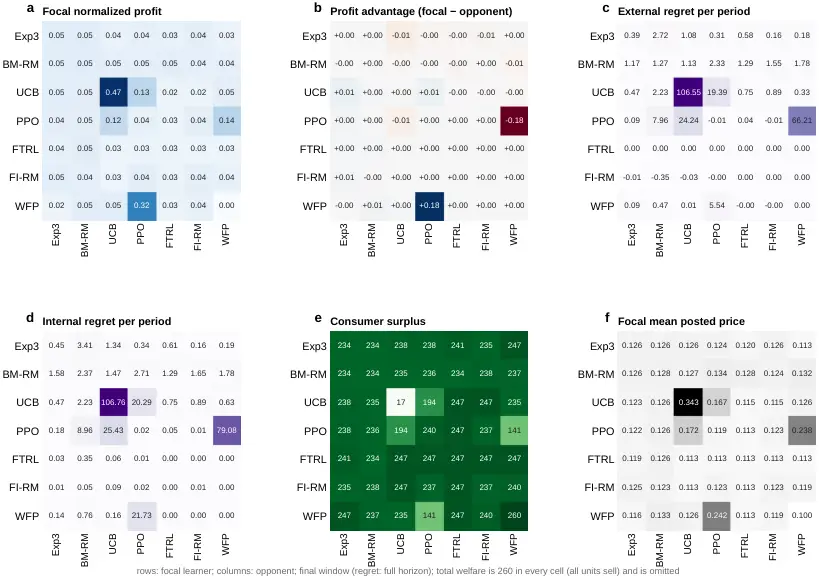 a Focal normalized profit
Exp3 0.05 0.05 0.04 0.04 0.03 0.04 0.03
BM-RM 0.05 0.05 0.05 0.05 0.05 0.04 0.04
UCB 0.05 0.05 0.47 0.13 0.02 0.02 0.05
PPO 0.04 0.05 0.12 0.04 0.03 0.04 0.14
FTRL 0.04 0.05 0.03 0.03 0.03 0.03 0.03
FI-RM 0.05 0.04 0.03 0.04 0.03 0.04 0.04
WFP 0.02 0.05 0.05 0.32 0.03 0.04 0.00
Exp3 BM-RM UCB PPO FTRL FI-RM WFP
b Profit advantage (focal − opponent)
Exp3 +0.00 +0.00 -0.01 -0.00 -0.00 -0.01 +0.00
BM-RM -0.00 +0.00 -0.00 -0.00 -0.00 -0.00 -0.01
UCB +0.01 +0.00 +0.00 +0.01 -0.00 -0.00 -0.00
PPO +0.00 +0.00 -0.01 -0.00 +0.00 +0.00 -0.18
FTRL +0.00 +0.00 +0.00 -0.00 +0.00 +0.00 +0.00
FI-RM +0.01 +0.00 +0.00 -0.00 -0.00 +0.00 +0.00
WFP -0.00 +0.01 +0.00 +0.18 +0.00 +0.00 +0.00
Exp3 BM-RM UCB PPO FTRL FI-RM WFP
c External regret per period
Exp3 0.39 2.72 1.08 0.31 0.58 0.16 0.18
BM-RM 1.17 1.27 1.13 2.33 1.29 1.55 1.78
UCB 0.47 2.23 106.55 19.39 0.75 0.89 0.33
PPO 0.09 7.96 24.24 -0.01 0.04 -0.01 66.21
FTRL 0.00 0.00 0.00 0.00 0.00 0.00 0.00
FI-RM -0.01 -0.35 -0.03 -0.00 0.00 -0.00 0.00
WFP 0.09 0.47 0.01 5.54 -0.00 -0.00 0.00
Exp3 BM-RM UCB PPO FTRL FI-RM WFP
d Internal regret per period
Exp3 0.45 3.41 1.34 0.34 0.61 0.16 0.19
BM-RM 1.58 2.37 1.47 2.71 1.29 1.65 1.78
UCB 0.47 2.23 106.76 20.29 0.75 0.89 0.63
PPO 0.18 8.96 25.43 0.02 0.05 0.01 79.08
FTRL 0.03 0.35 0.06 0.01 0.00 0.00 0.00
FI-RM 0.01 0.05 0.09 0.02 0.00 0.01 0.00
WFP 0.14 0.76 0.16 21.73 0.00 0.00 0.00
Exp3 BM-RM UCB PPO FTRL FI-RM WFP
e Consumer surplus
Exp3 234 234 238 238 241 235 247
BM-RM 234 234 235 236 234 238 237
UCB 238 235 17 194 247 247 235
PPO 238 236 194 240 247 237 141
FTRL 241 234 247 247 247 247 247
FI-RM 235 238 247 237 247 237 240
WFP 247 237 235 141 247 240 260
Exp3 BM-RM UCB PPO FTRL FI-RM WFP
f Focal mean posted price
Exp3 0.126 0.126 0.126 0.124 0.120 0.126 0.113
BM-RM 0.126 0.128 0.127 0.134 0.128 0.124 0.132
UCB 0.123 0.126 0.343 0.167 0.115 0.115 0.126
PPO 0.122 0.126 0.172 0.119 0.113 0.123 0.238
FTRL 0.119 0.126 0.113 0.113 0.113 0.113 0.113
FI-RM 0.125 0.123 0.113 0.123 0.113 0.123 0.119
WFP 0.116 0.133 0.126 0.242 0.113 0.119 0.100
Exp3 BM-RM UCB PPO FTRL FI-RM WFP
rows: focal learner; columns: opponent; final window (regret: full horizon); total welfare is 260 in every cell (all units sell) and is omitted